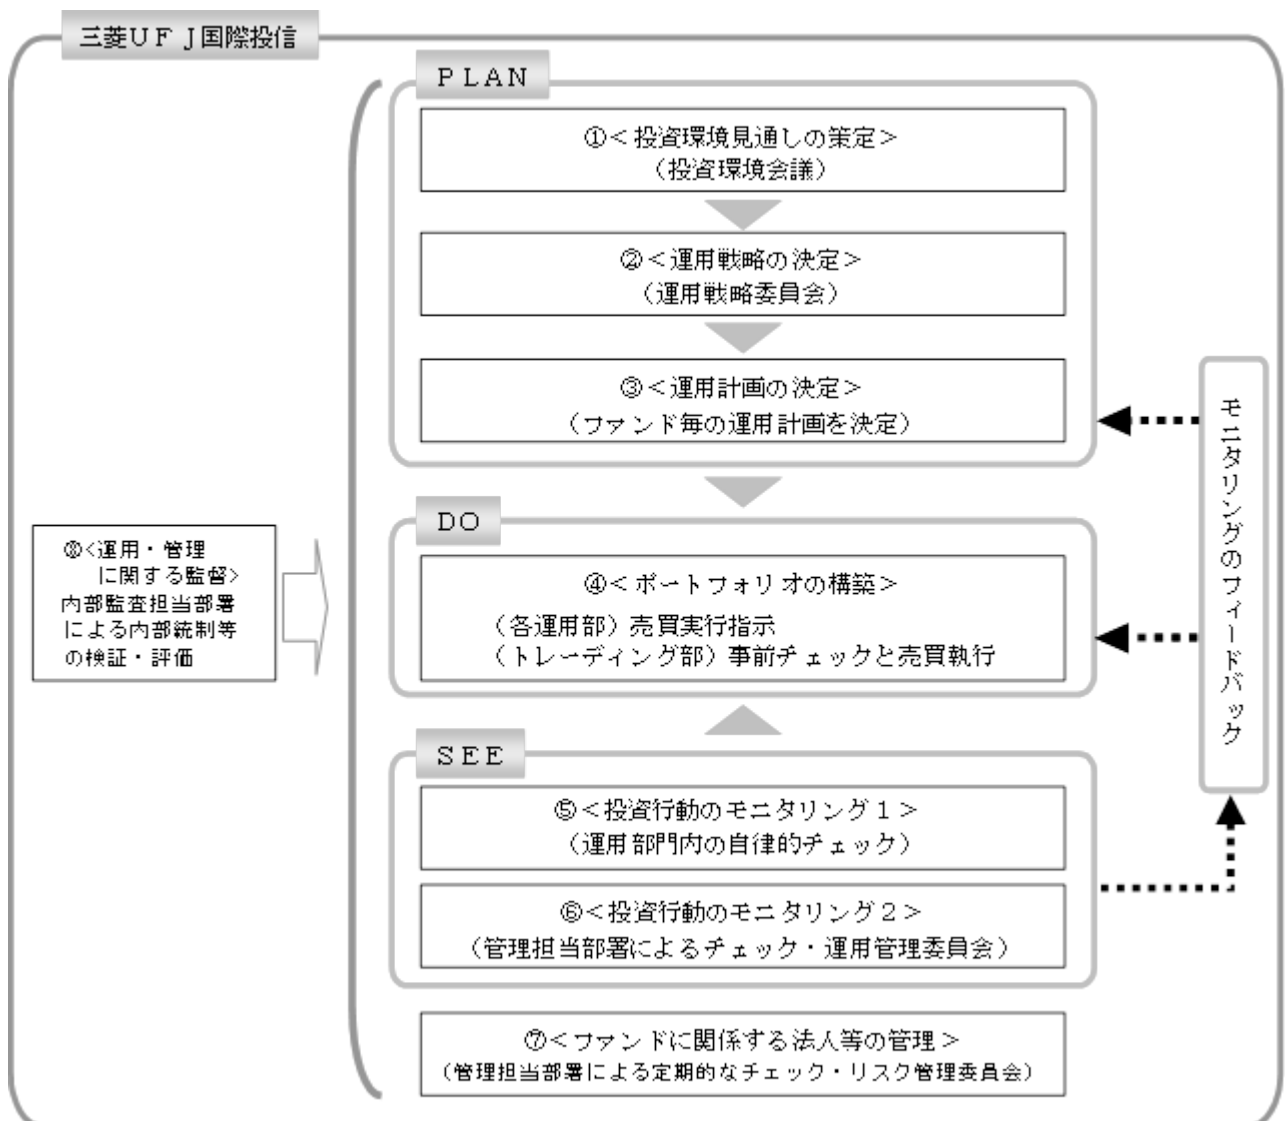 三菱ＵＦＪ国際投信
ＰＬＡＮ
①＜投資環境見通しの策定＞
（投資環境会議）
②＜運用戦略の決定＞
（運用戦略委員会）
③＜運用計画の決定＞
（ファンド毎の運用計画を決定）
ＤＯ
④＜ポートフォリオの構築＞
（各運用部）売買実行指示
（トレーディング部）事前チェックと売買執行
ＳＥＥ
⑤＜投資行動のモニタリング１＞
（運用部門内の自律的チェック）
⑥＜投資行動のモニタリング２＞
（管理担当部署によるチェック・運用管理委員会）
⑦＜ファンドに関係する法人等の管理＞
（管理担当部署による定期的なチェック・リスク管理委員会）
⑧<運用・管理
に関する監督>
内部監査担当部署
による内部統制等
の検証・評価
モニタリングのフィードバック